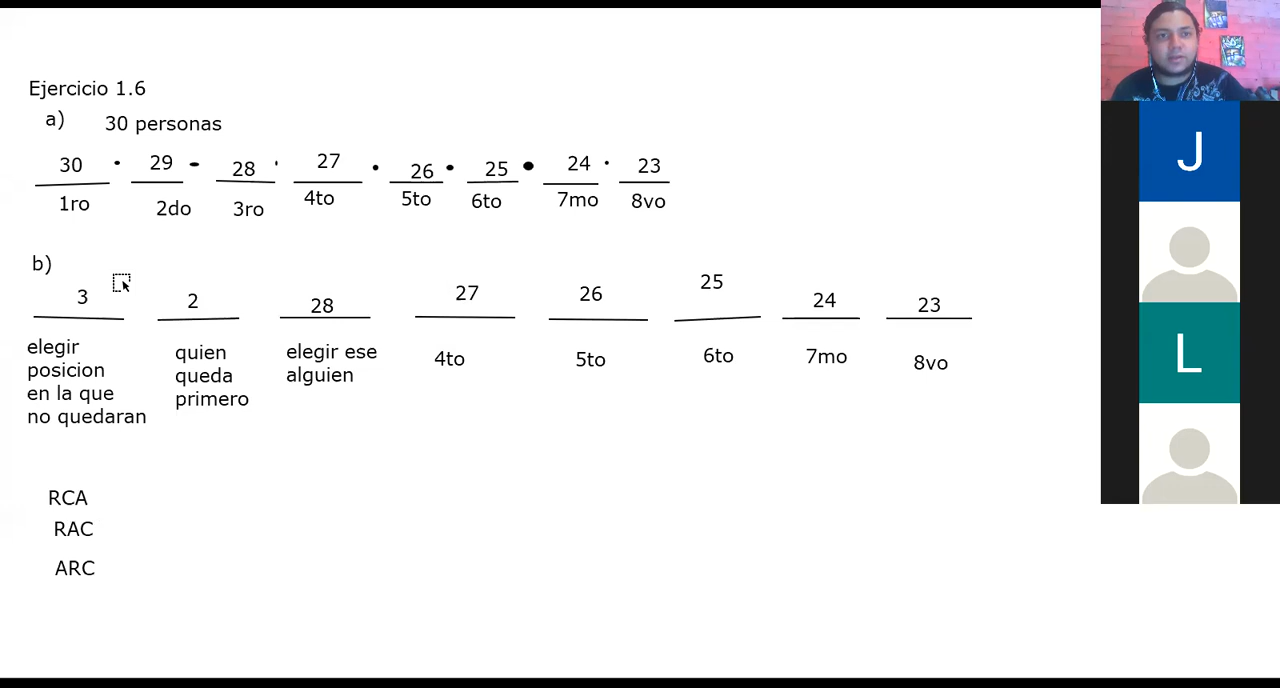 Ejercicio 1.6
a) 30 personas
30 · 29 - 28 · 27 · 26 · 25 · 24 · 23
1ro 2do 3ro 4to 5to 6to 7mo 8vo
b)
3 2 28 27 26 25 24 23
elegir posicion en la que no quedaran
quien queda primero
elegir ese alguien
4to 5to 6to 7mo 8vo
RCA
RAC
ARC
J
L